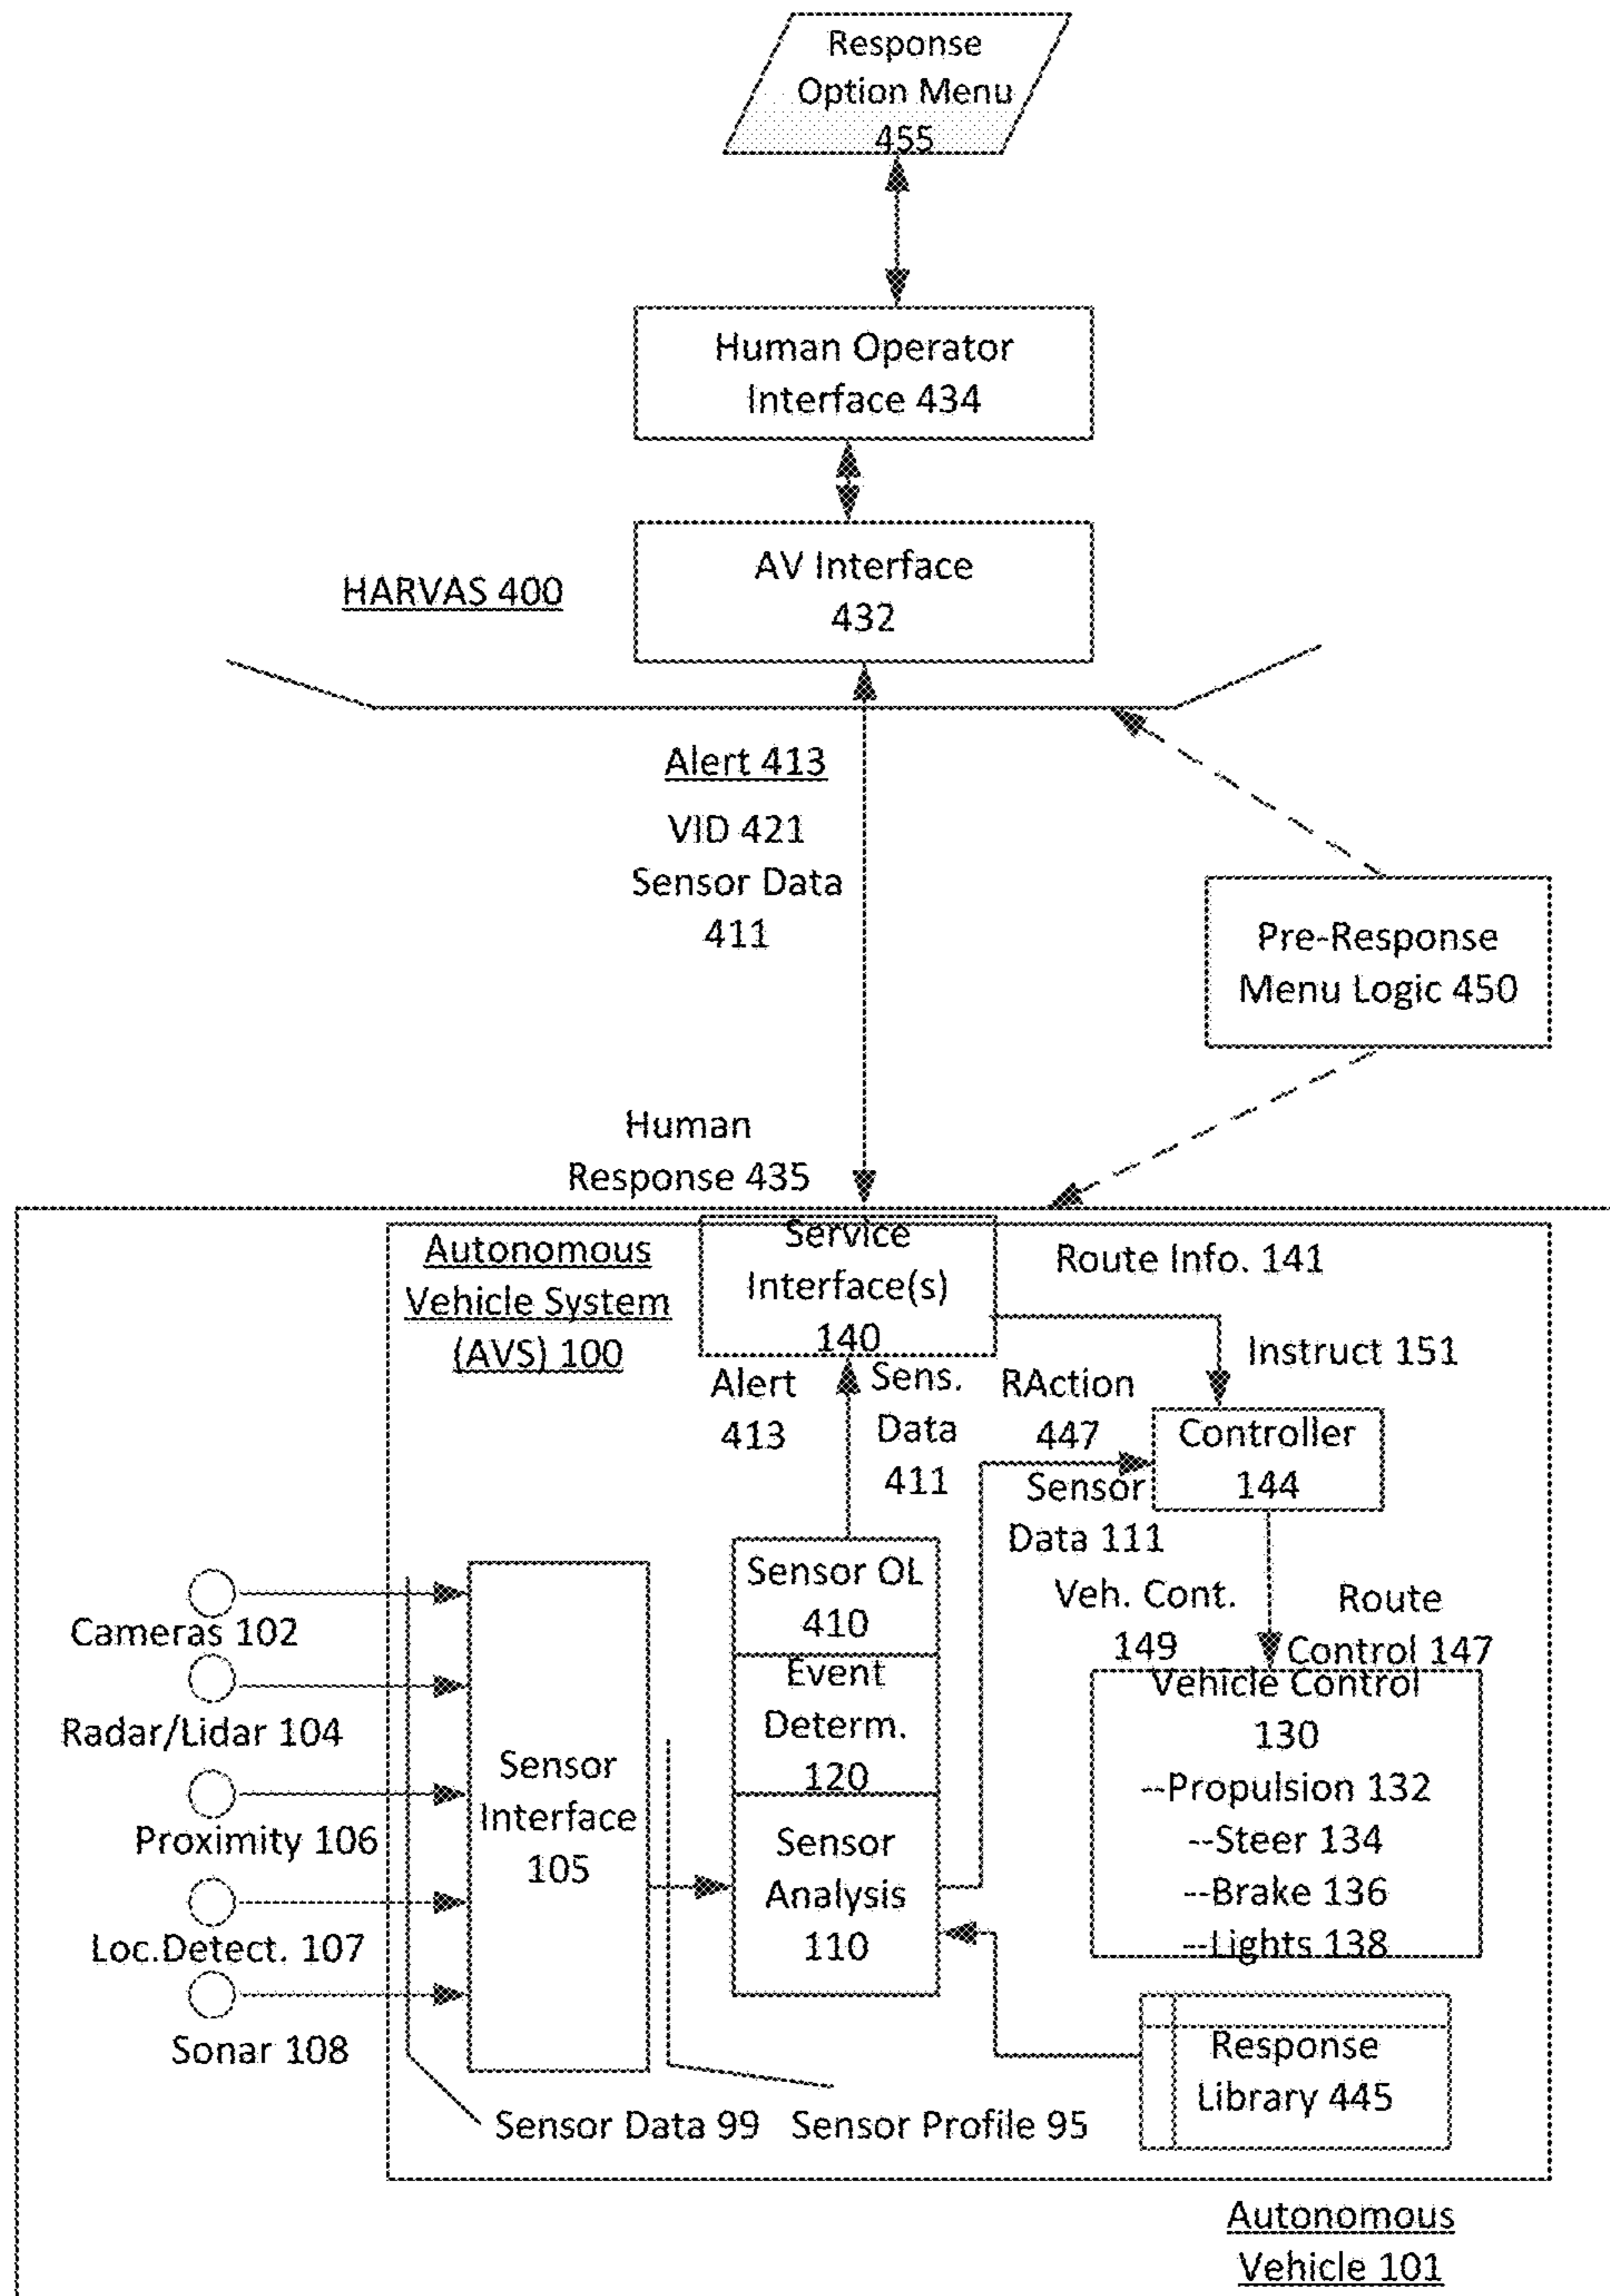 Response
Option Menu
455
Human Operator
Interface 434
AV Interface
432
HARVAS 400
Alert 413
VID 421
Sensor Data
411
Pre-Response
Menu Logic 450
Human
Response 435
Autonomous
Vehicle System
(AVS) 100
Service
Interface(s)
140
Route Info. 141
Instruct 151
Alert
413
Sens.
Data
411
RAction
447
Sensor
Data 111
Controller
144
Veh. Cont.
149
Route
Control 147
Cameras 102
Radar/Lidar 104
Proximity 106
Loc.Detect. 107
Sonar 108
Sensor
Interface
105
Sensor OL
410
Event
Determ.
120
Sensor
Analysis
110
Vehicle Control
130
--Propulsion 132
--Steer 134
--Brake 136
--Lights 138
Response
Library 445
Sensor Data 99
Sensor Profile 95
Autonomous
Vehicle 101